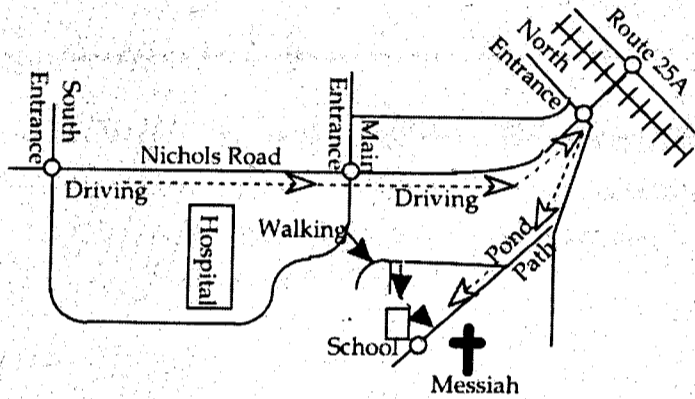 Route 25A
North
Entrance
South
Entrance
Main
Entrance
Nichols Road
Driving
Driving
Hospital
Walking
Pond
Path
School
Messiah